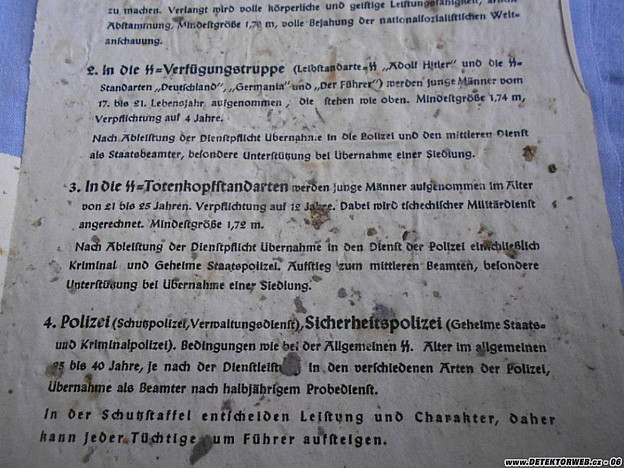 zu machen. Verlangt wird volle körperliche und geistige Leistungsfähigkeit,
Abstammung, Mindestgröße 1,70 m, volle Bejahung der nationalsozialistischen Welt-
anschauung.
2. In die SS=Verfügungstruppe (Leibstandarte=SS „Adolf Hitler" und die SS=
Standarten „Deutschland", „Germania" und „Der Führer") werden junge Männer vom
17. bis 21. Lebensjahr aufgenommen, die stehen wie oben. Mindestgröße 1,74 m,
Verpflichtung auf 4 Jahre.
Nach Ableistung der Dienstpflicht Übernahme in die Polizei und den mittleren Dienst
als Staatsbeamter, besondere Unterstützung bei Übernahme einer Siedlung.
3. In die SS=Totenkopfstandarten werden junge Männer aufgenommen im Alter
von 21 bis 25 Jahren. Verpflichtung auf 12 Jahre. Dabei wird tschechischer Militärdienst
angerechnet. Mindestgröße 1,72 m.
Nach Ableistung der Dienstpflicht Übernahme in den Dienst der Polizei einschließlich
Kriminal und Geheime Staatspolizei. Aufstieg zum mittleren Beamten, besondere
Unterstützung bei Übernahme einer Siedlung.
4. Polizei (Schutzpolizei, Verwaltungsdienst), Sicherheitspolizei (Geheime Staats=
und Kriminalpolizei). Bedingungen wie bei der Allgemeinen SS. Alter im allgemeinen
25 bis 40 Jahre, je nach der Dienstleist in den verschiedenen Arten der Polizei,
Übernahme als Beamter nach halbjährigem Probedienst.
In der Schutzstaffel entscheiden Leistung und Charakter, daher
kann jeder Tüchtige zum Führer aufsteigen.
www.DETEKTORWEB.cz - 06